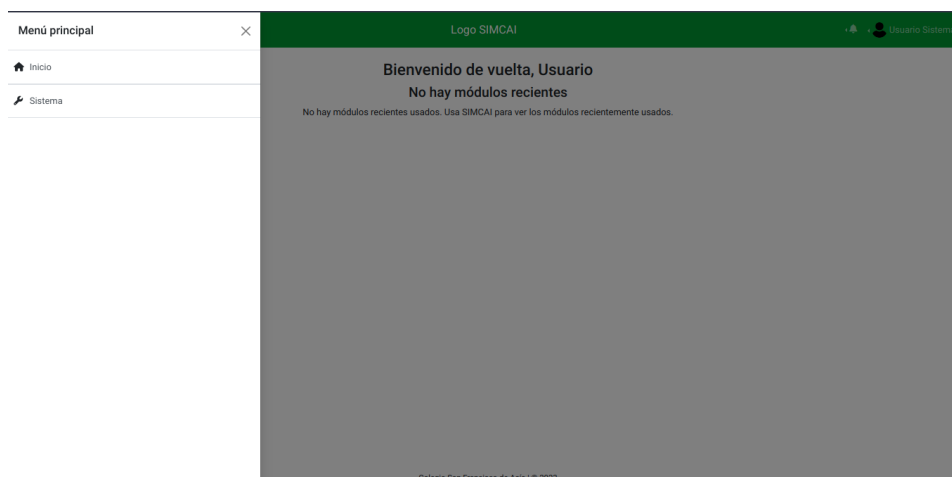 Menú principal
Logo SIMCAI
Usuario Sistema
Inicio
Sistema
Bienvenido de vuelta, Usuario
No hay módulos recientes
No hay módulos recientes usados. Usa SIMCAI para ver los módulos recientemente usados.